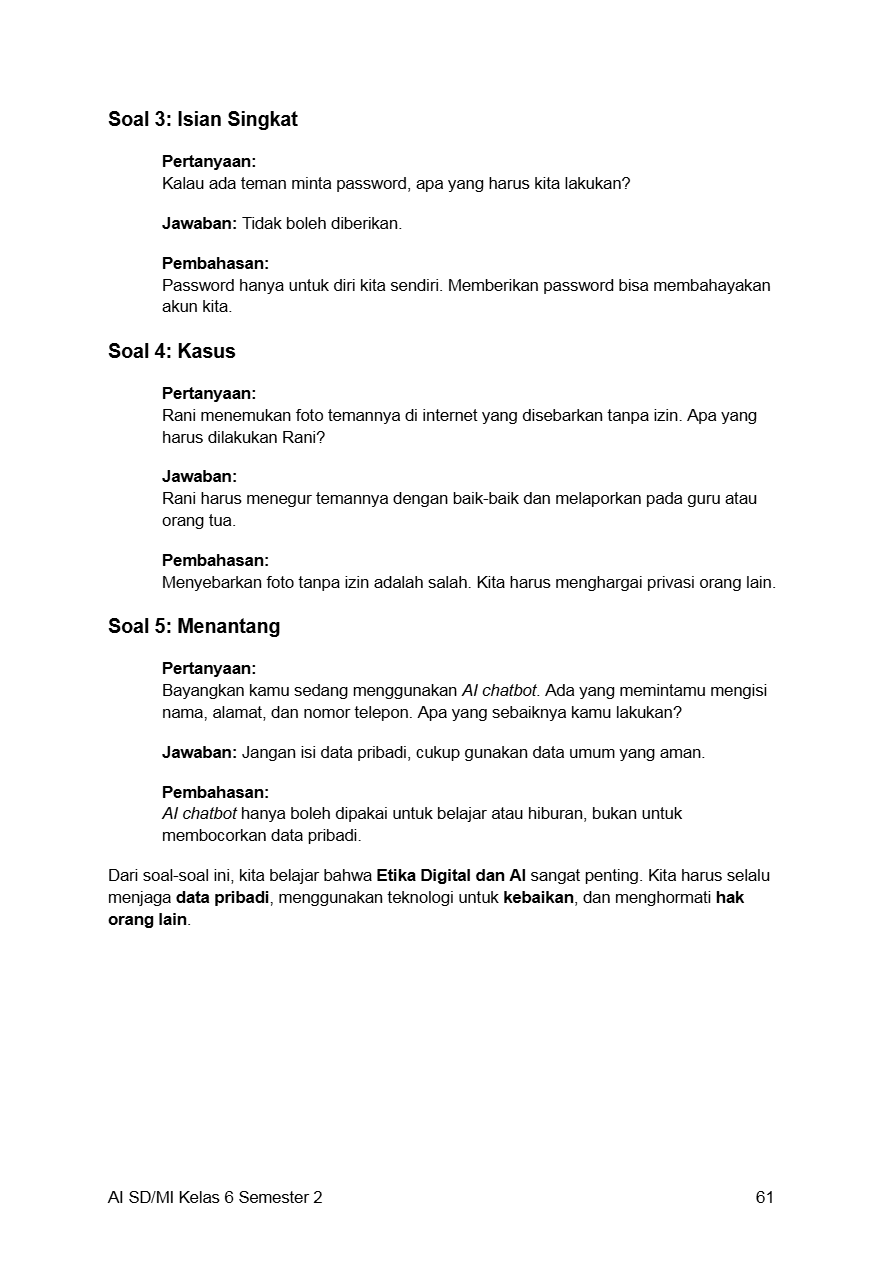 Soal 3: Isian Singkat
Pertanyaan:
Kalau ada teman minta password, apa yang harus kita lakukan?
Jawaban: Tidak boleh diberikan.
Pembahasan:
Password hanya untuk diri kita sendiri. Memberikan password bisa membahayakan
akun kita.
Soal 4: Kasus
Pertanyaan:
Rani menemukan foto temannya di internet yang disebarkan tanpa izin. Apa yang
harus dilakukan Rani?
Jawaban:
Rani harus menegur temannya dengan baik-baik dan melaporkan pada guru atau
orang tua.
Pembahasan:
Menyebarkan foto tanpa izin adalah salah. Kita harus menghargai privasi orang lain.
Soal 5: Menantang
Pertanyaan:
Bayangkan kamu sedang menggunakan AI chatbot. Ada yang memintamu mengisi
nama, alamat, dan nomor telepon. Apa yang sebaiknya kamu lakukan?
Jawaban: Jangan isi data pribadi, cukup gunakan data umum yang aman.
Pembahasan:
AI chatbot hanya boleh dipakai untuk belajar atau hiburan, bukan untuk
membocorkan data pribadi.
Dari soal-soal ini, kita belajar bahwa Etika Digital dan AI sangat penting. Kita harus selalu
menjaga data pribadi, menggunakan teknologi untuk kebaikan, dan menghormati hak
orang lain.
AI SD/MI Kelas 6 Semester 2 61